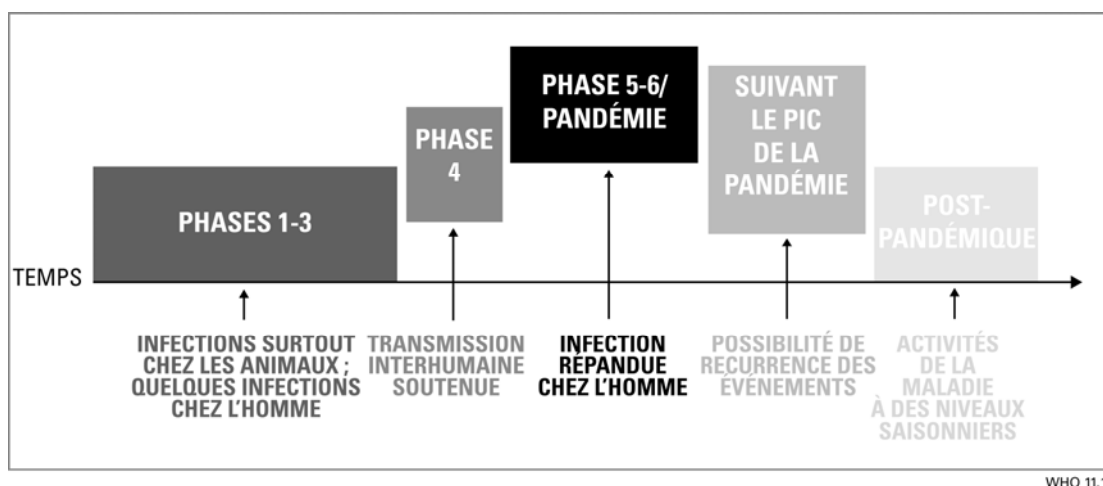 PHASES 1-3
PHASE
4
PHASE 5-6/
PANDÉMIE
SUIVANT
LE PIC
DE LA
PANDÉMIE
POST-
PANDÉMIQUE
TEMPS
INFECTIONS SURTOUT
CHEZ LES ANIMAUX ;
QUELQUES INFECTIONS
CHEZ L'HOMME
TRANSMISSION
INTERHUMAINE
SOUTENUE
INFECTION
RÉPANDUE
CHEZ L'HOMME
POSSIBILITÉ DE
RECURRENCE DES
ÉVÉNEMENTS
ACTIVITÉS
DE LA
MALADIE
À DES NIVEAUX
SAISONNIERS